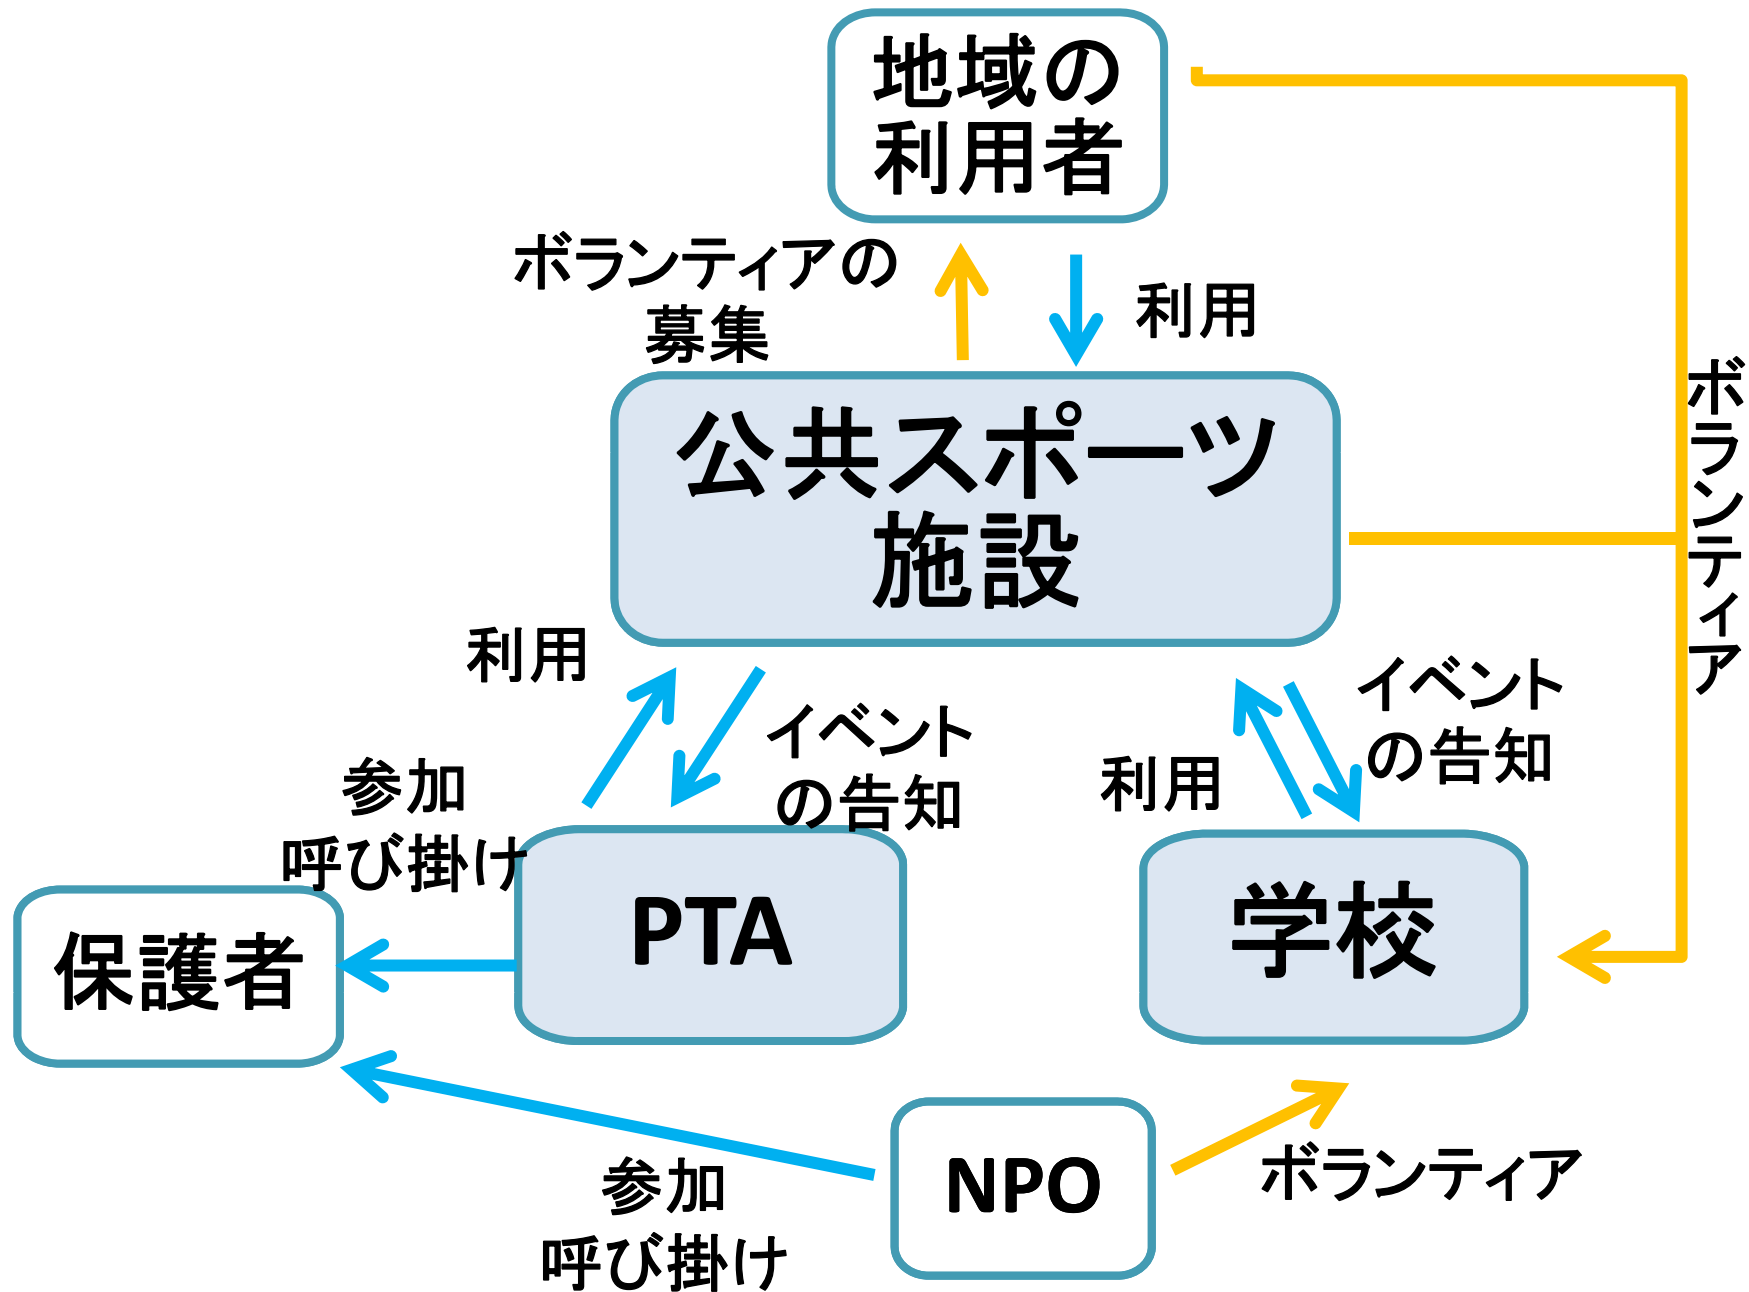 地域の
利用者
ボランティアの
募集
利用
公共スポーツ
施設
ボランティア
利用
イベント
の告知
イベント
の告知
利用
参加
呼び掛け
保護者
PTA
学校
NPO
ボランティア
参加
呼び掛け